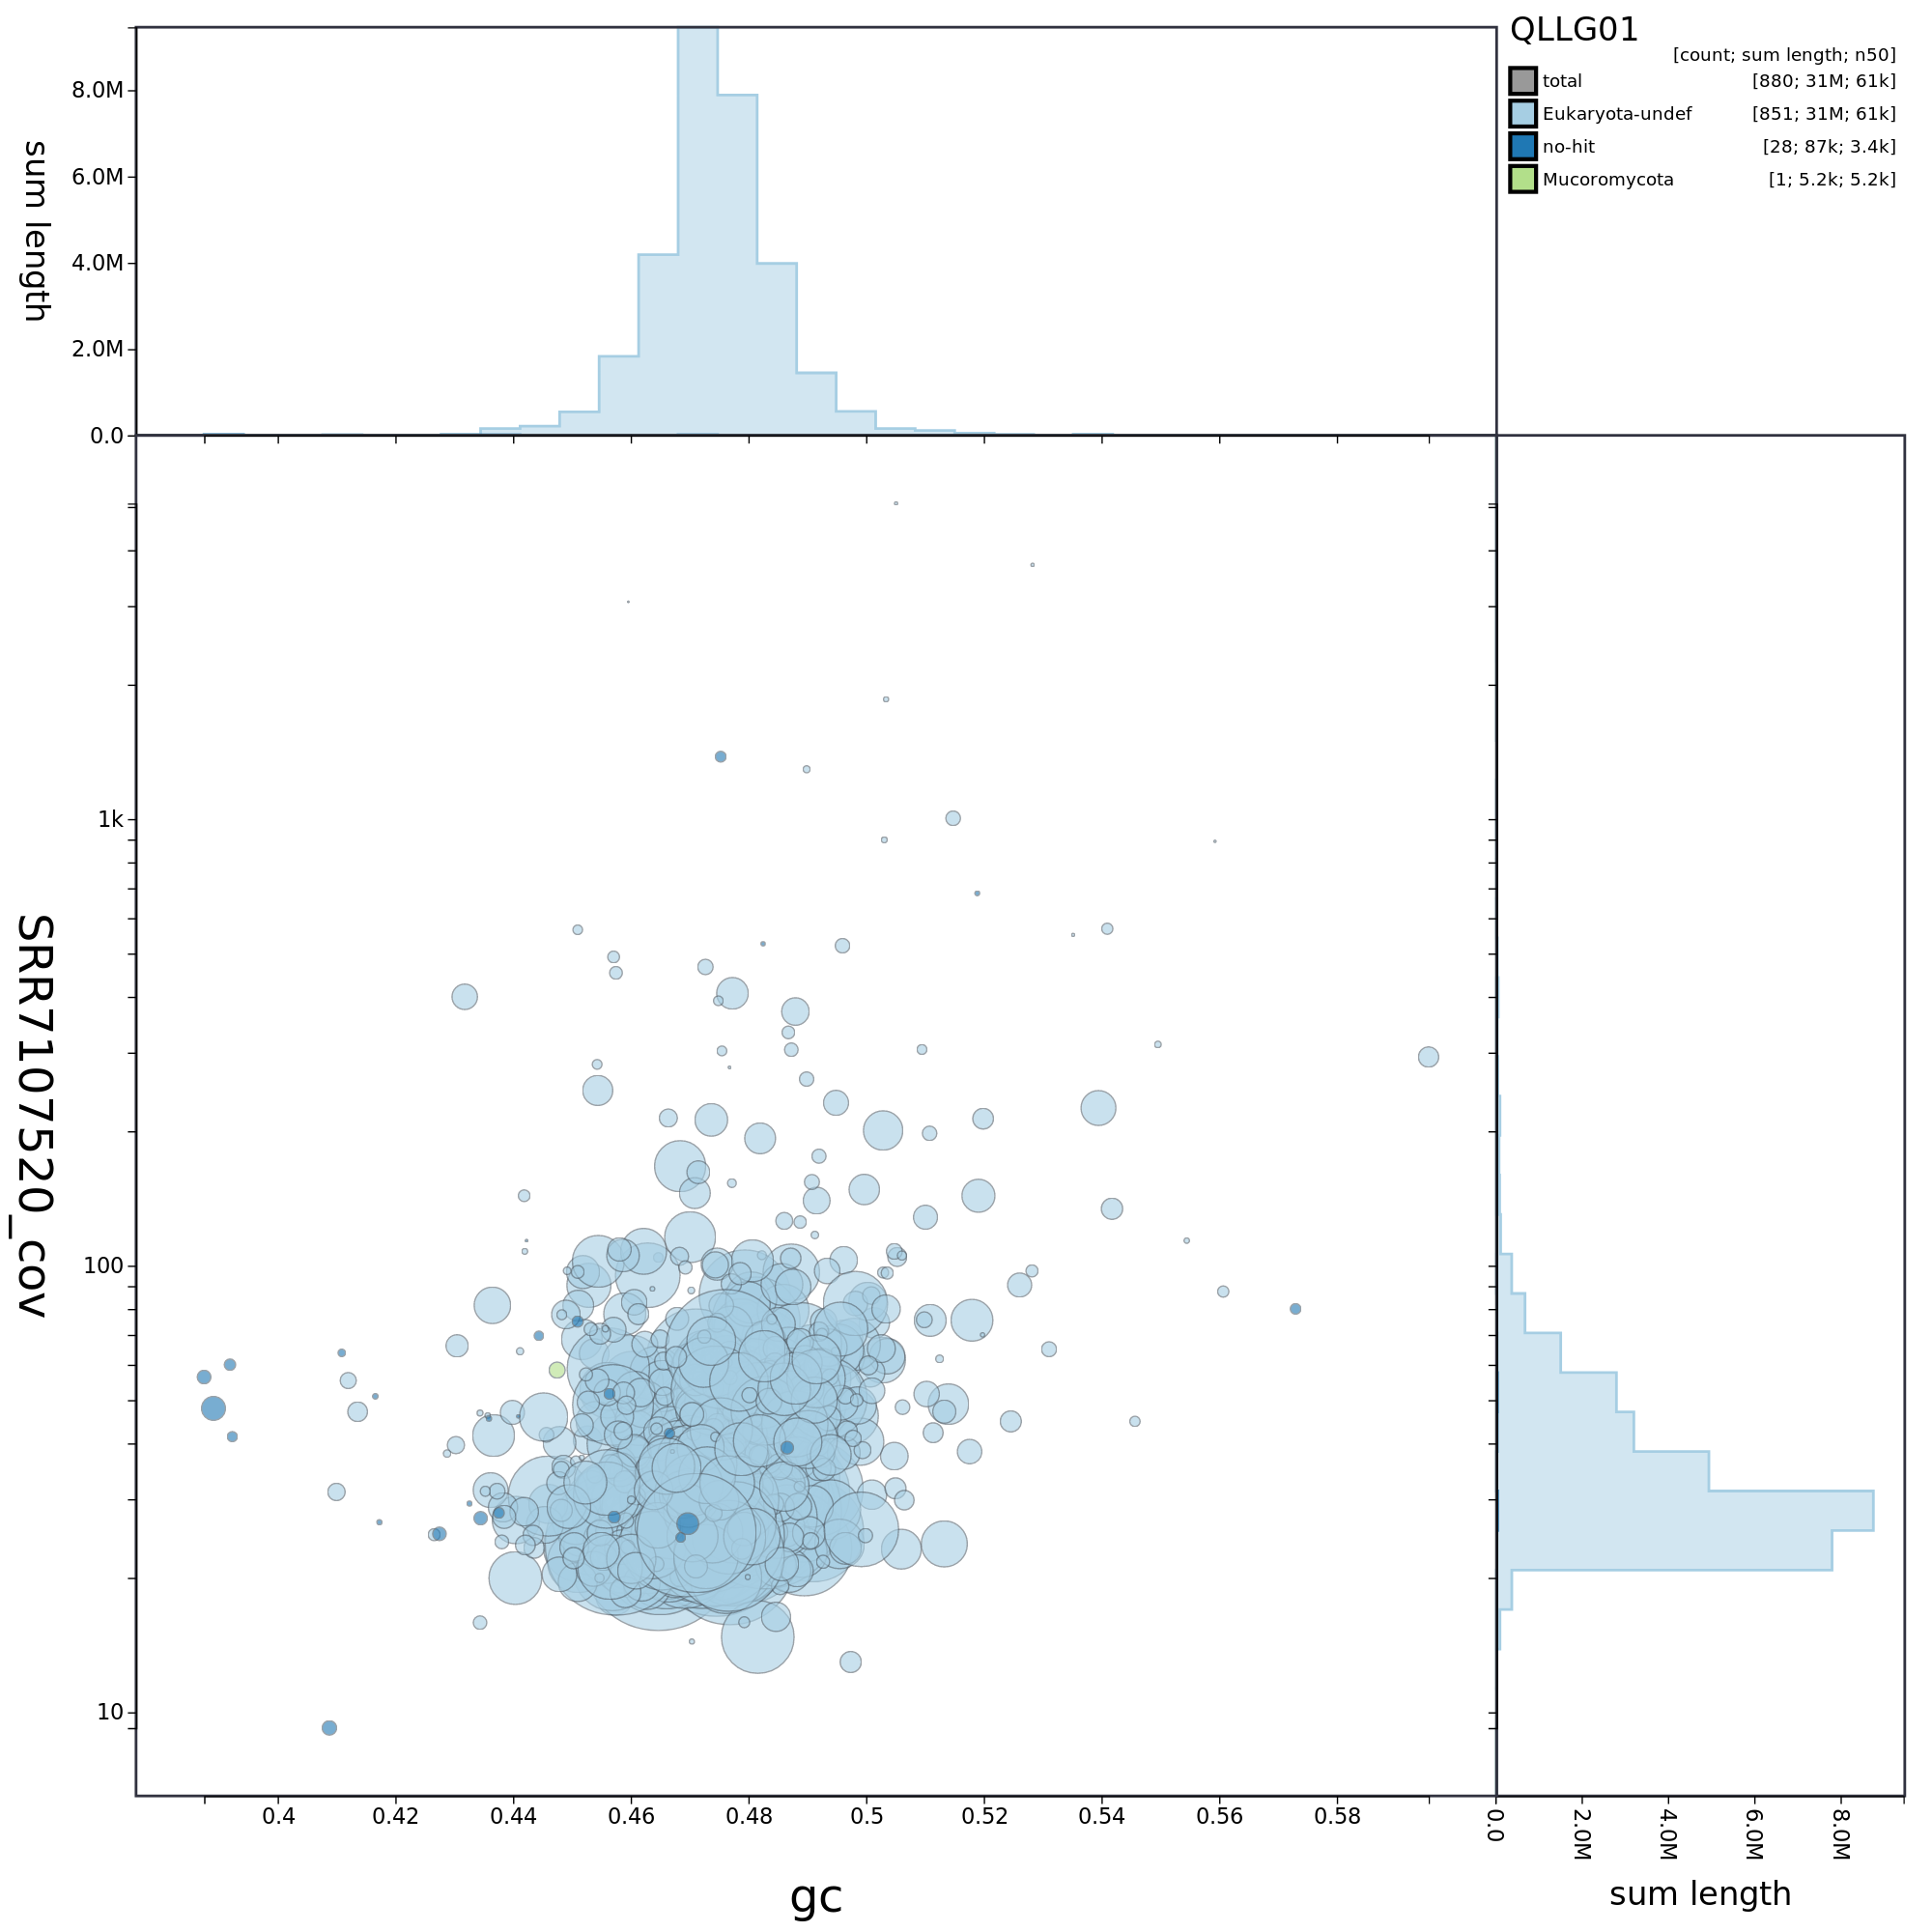 QLLG01
[count; sum length; n50]
total [880; 31M; 61k]
Eukaryota-undef [851; 31M; 61k]
no-hit [28; 87k; 3.4k]
Mucoromycota [1; 5.2k; 5.2k]
sum length
8.0M
6.0M
4.0M
2.0M
0.0
SRR7107520_cov
1k
100
10
0.4 0.42 0.44 0.46 0.48 0.5 0.52 0.54 0.56 0.58
gc
0.0 2.0M 4.0M 6.0M 8.0M
sum length